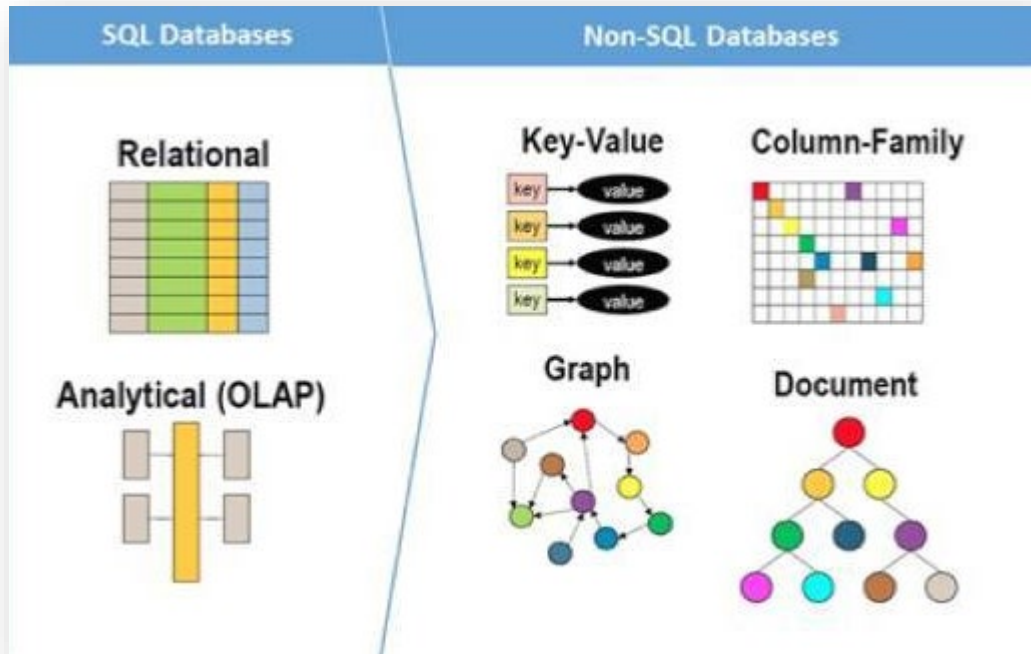 SQL Databases
Non-SQL Databases
Relational
Analytical (OLAP)
Key-Value
key value
key value
key value
key value
Column-Family
Graph
Document